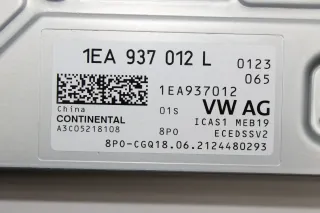 1EA 937 012 L 0123
065
1EA937012
China 01S VW AG
CONTINENTAL ICAS1 MEB19
A3C05218108 8P0 ECEDSSV2
8P0-CGQ18.06.2124480293